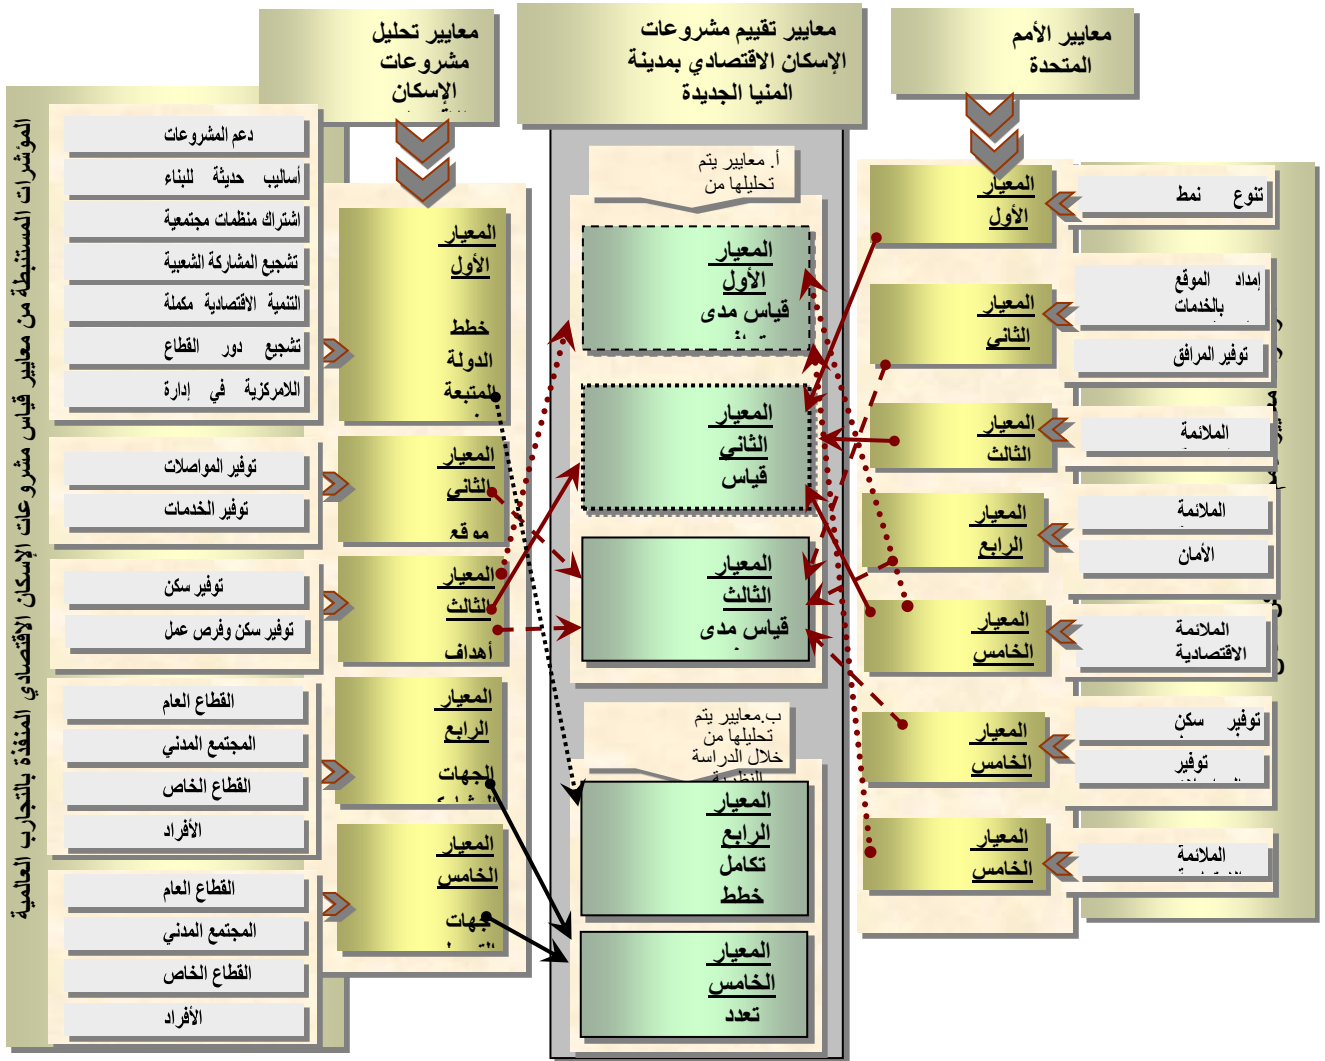 معايير الأمم
المتحدة
معايير تقييم مشروعات
الإسكان الاقتصادي بمدينة
المنيا الجديدة
معايير تحليل
مشروعات
الإسكان
تنوع نمط
إمداد الموقع
بالخدمات
توفير المرافق
الملائمة
الملائمة
الأمان
الملائمة
الاقتصادية
توفير سكن
توفير
الملائمة
المعيار
الأول
المعيار
الثاني
المعيار
الثالث
المعيار
الرابع
المعيار
الخامس
المعيار
الخامس
المعيار
الخامس
أ. معايير يتم
تحليلها من
المعيار
الأول
قياس مدى
المعيار
الثاني
قياس
المعيار
الثالث
قياس مدى
ب.معايير يتم
تحليلها من
خلال الدراسة
النظرية
المعيار
الرابع
تكامل
خطط
المعيار
الخامس
تعدد
المعيار
الأول
خطط
الدولة
المتبعة
المعيار
الثاني
موقع
المعيار
الثالث
أهداف
المعيار
الرابع
الجهات
المعيار
الخامس
جهات
دعم المشروعات
أساليب حديثة للبناء
اشتراك منظمات مجتمعية
تشجيع المشاركة الشعبية
التنمية الاقتصادية مكملة
تشجيع دور القطاع
اللامركزية في إدارة
توفير المواصلات
توفير الخدمات
توفير سكن
توفير سكن وفرص عمل
القطاع العام
المجتمع المدني
القطاع الخاص
الأفراد
القطاع العام
المجتمع المدني
القطاع الخاص
الأفراد
المؤشرات المستنبطة من معايير قياس مشروعات الإسكان الاقتصادي المنفذة بالتجارب العالمية